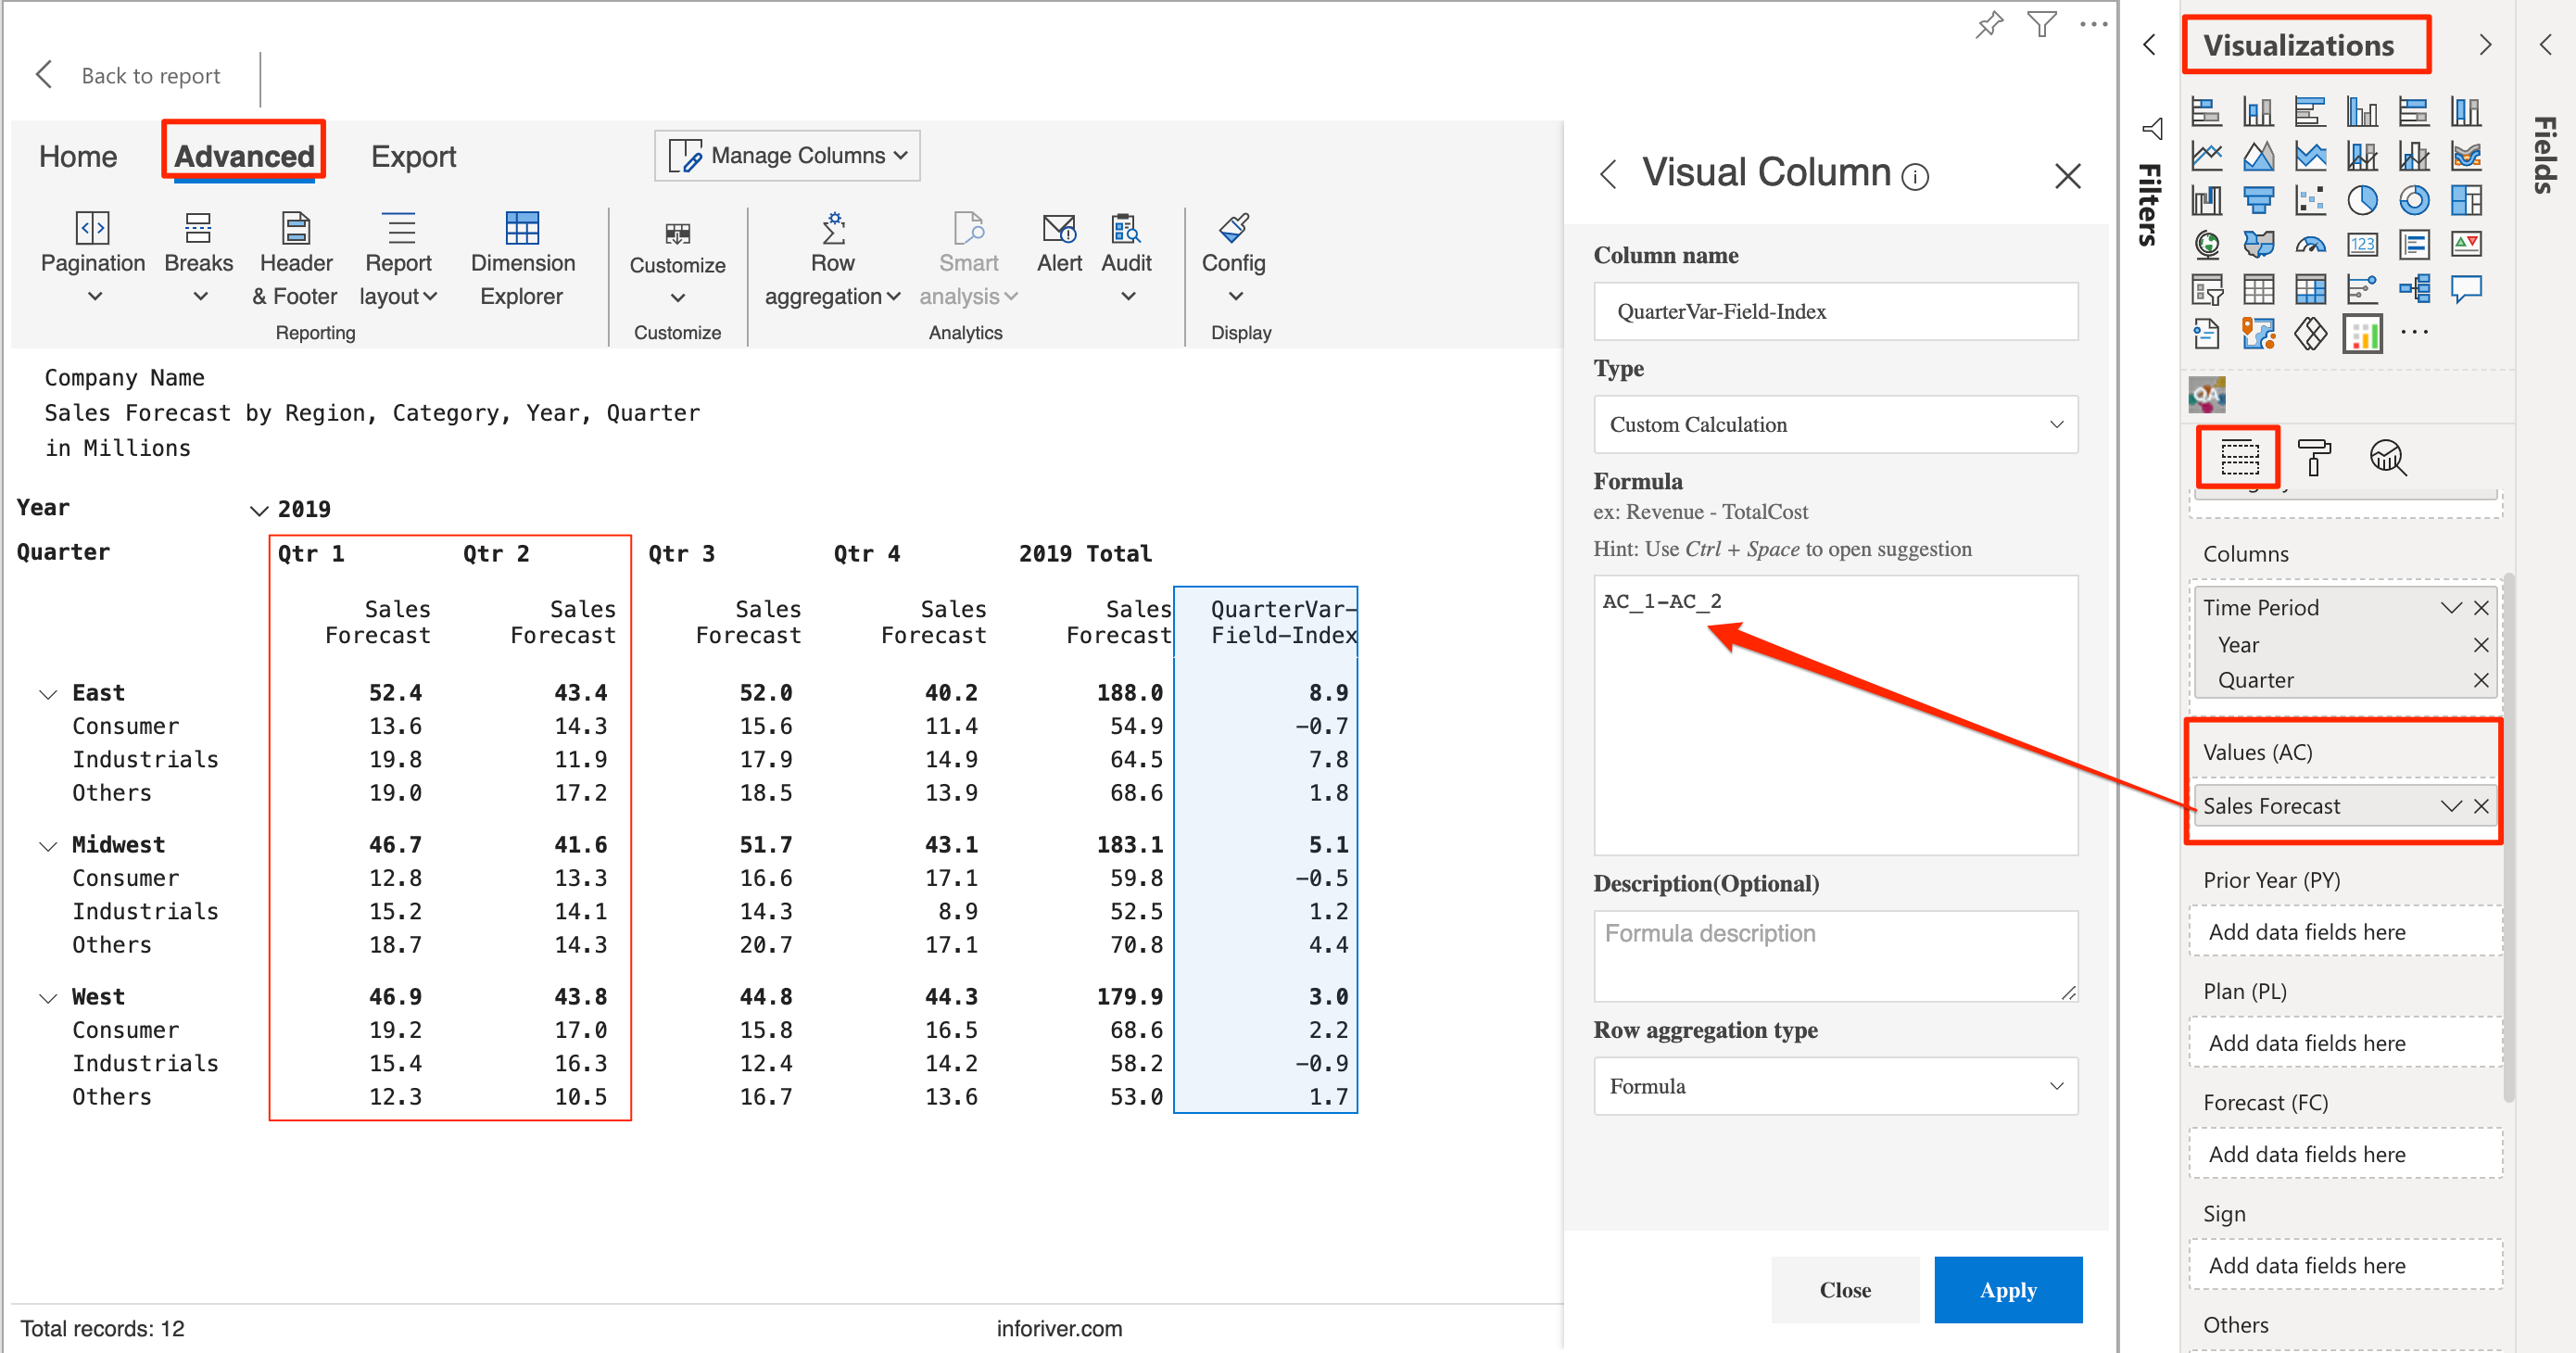 Back to report
Home Advanced Export Manage Columns
Pagination Breaks Header & Footer Report layout Dimension Explorer Customize Row aggregation Smart analysis Alert Audit Config
Reporting Customize Analytics Display
Company Name
Sales Forecast by Region, Category, Year, Quarter
in Millions
Year 2019
Quarter Qtr 1 Qtr 2 Qtr 3 Qtr 4 2019 Total
Sales Sales Sales Sales Sales QuarterVar-
Forecast Forecast Forecast Forecast Forecast Field-Index
East 52.4 43.4 52.0 40.2 188.0 8.9
Consumer 13.6 14.3 15.6 11.4 54.9 -0.7
Industrials 19.8 11.9 17.9 14.9 64.5 7.8
Others 19.0 17.2 18.5 13.9 68.6 1.8
Midwest 46.7 41.6 51.7 43.1 183.1 5.1
Consumer 12.8 13.3 16.6 17.1 59.8 -0.5
Industrials 15.2 14.1 14.3 8.9 52.5 1.2
Others 18.7 14.3 20.7 17.1 70.8 4.4
West 46.9 43.8 44.8 44.3 179.9 3.0
Consumer 19.2 17.0 15.8 16.5 68.6 2.2
Industrials 15.4 16.3 12.4 14.2 58.2 -0.9
Others 12.3 10.5 16.7 13.6 53.0 1.7
Total records: 12
inforiver.com
Visual Column
Column name
QuarterVar-Field-Index
Type
Custom Calculation
Formula
ex: Revenue - TotalCost
Hint: Use Ctrl + Space to open suggestion
AC_1-AC_2
Description(Optional)
Formula description
Row aggregation type
Formula
Close Apply
Filters
Visualizations
123
QA
Columns
Time Period
Year
Quarter
Values (AC)
Sales Forecast
Prior Year (PY)
Add data fields here
Plan (PL)
Add data fields here
Forecast (FC)
Add data fields here
Sign
Add data fields here
Others
Fields